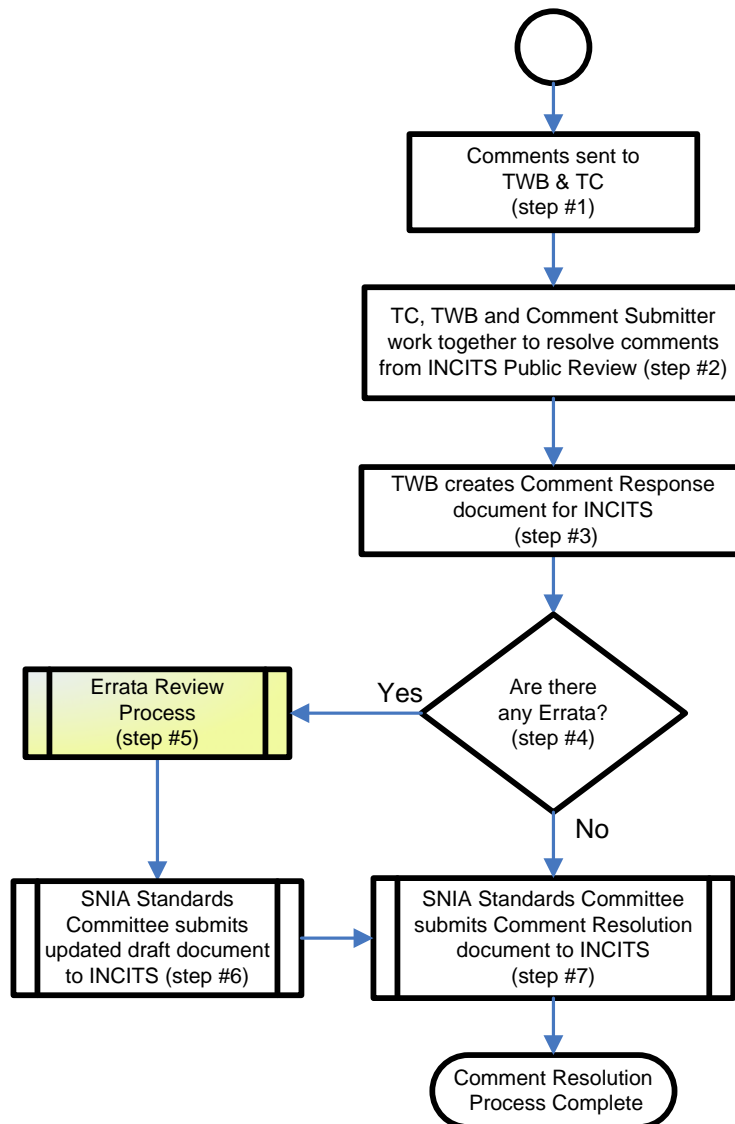 Comments sent to
TWB & TC
(step #1)
TC, TWB and Comment Submitter
work together to resolve comments
from INCITS Public Review (step #2)
TWB creates Comment Response
document for INCITS
(step #3)
Are there
any Errata?
(step #4)
Yes
Errata Review
Process
(step #5)
No
SNIA Standards
Committee submits
updated draft document
to INCITS (step #6)
SNIA Standards Committee
submits Comment Resolution
document to INCITS
(step #7)
Comment Resolution
Process Complete